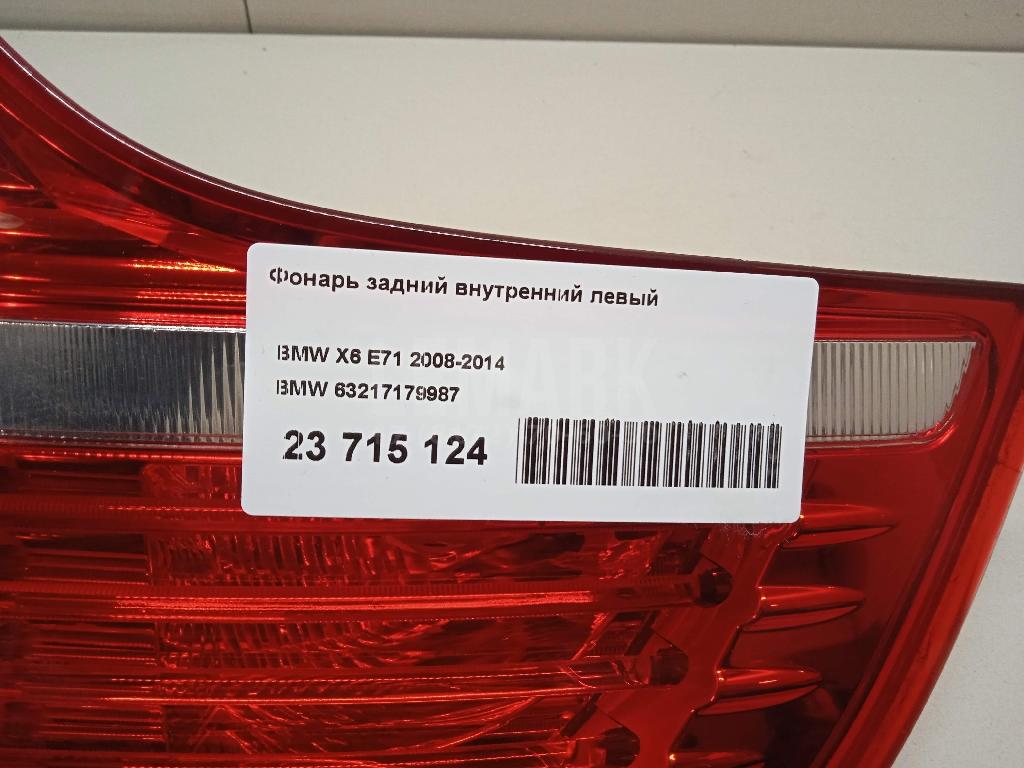 Фонарь задний внутренний левый
BMW X6 E71 2008-2014
BMW 63217179987
23 715 124